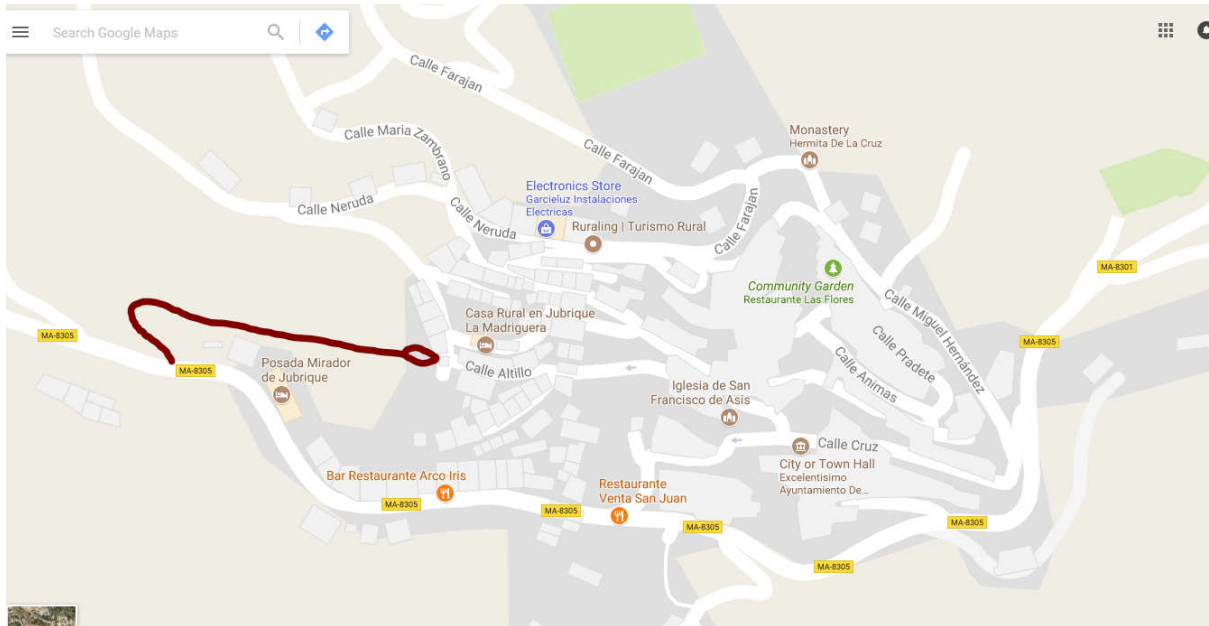 Search Google Maps
Calle Farajan
Calle Maria Zambrano
Calle Farajan
Monastery
Hermita De La Cruz
Electronics Store
Garcieluz Instalaciones
Electricas
Calle Neruda
Calle Neruda
Ruraling | Turismo Rural
Calle Farajan
MA-8301
Community Garden
Restaurante Las Flores
Calle Miguel Hernández
Casa Rural en Jubrique
La Madriguera
MA-8305
MA-8305
Calle Pradete
Posada Mirador
de Jubrique
MA-8305
Calle Altillo
Calle Animas
Iglesia de San
Francisco de Asis
Calle Cruz
City or Town Hall
Excelentisimo
Ayuntamiento De...
Bar Restaurante Arco Iris
Restaurante
Venta San Juan
MA-8305
MA-8305
MA-8305
MA-8305
MA-8305